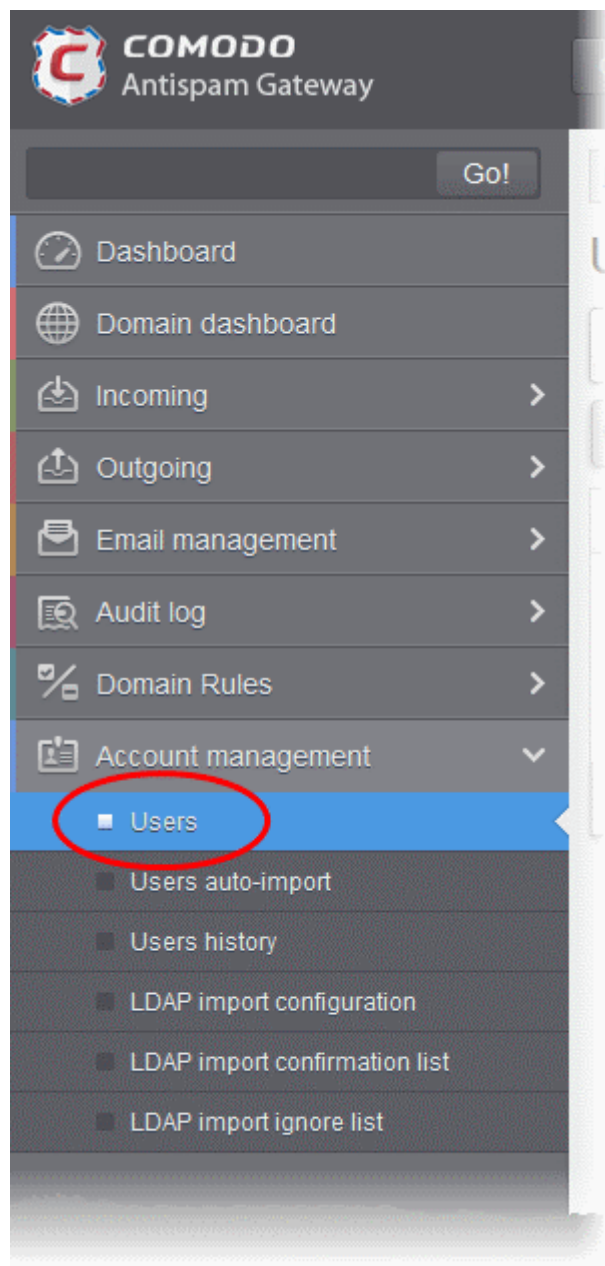 COMODO
Antispam Gateway
Go!
Dashboard
Domain dashboard
Incoming
Outgoing
Email management
Audit log
Domain Rules
Account management
Users
Users auto-import
Users history
LDAP import configuration
LDAP import confirmation list
LDAP import ignore list